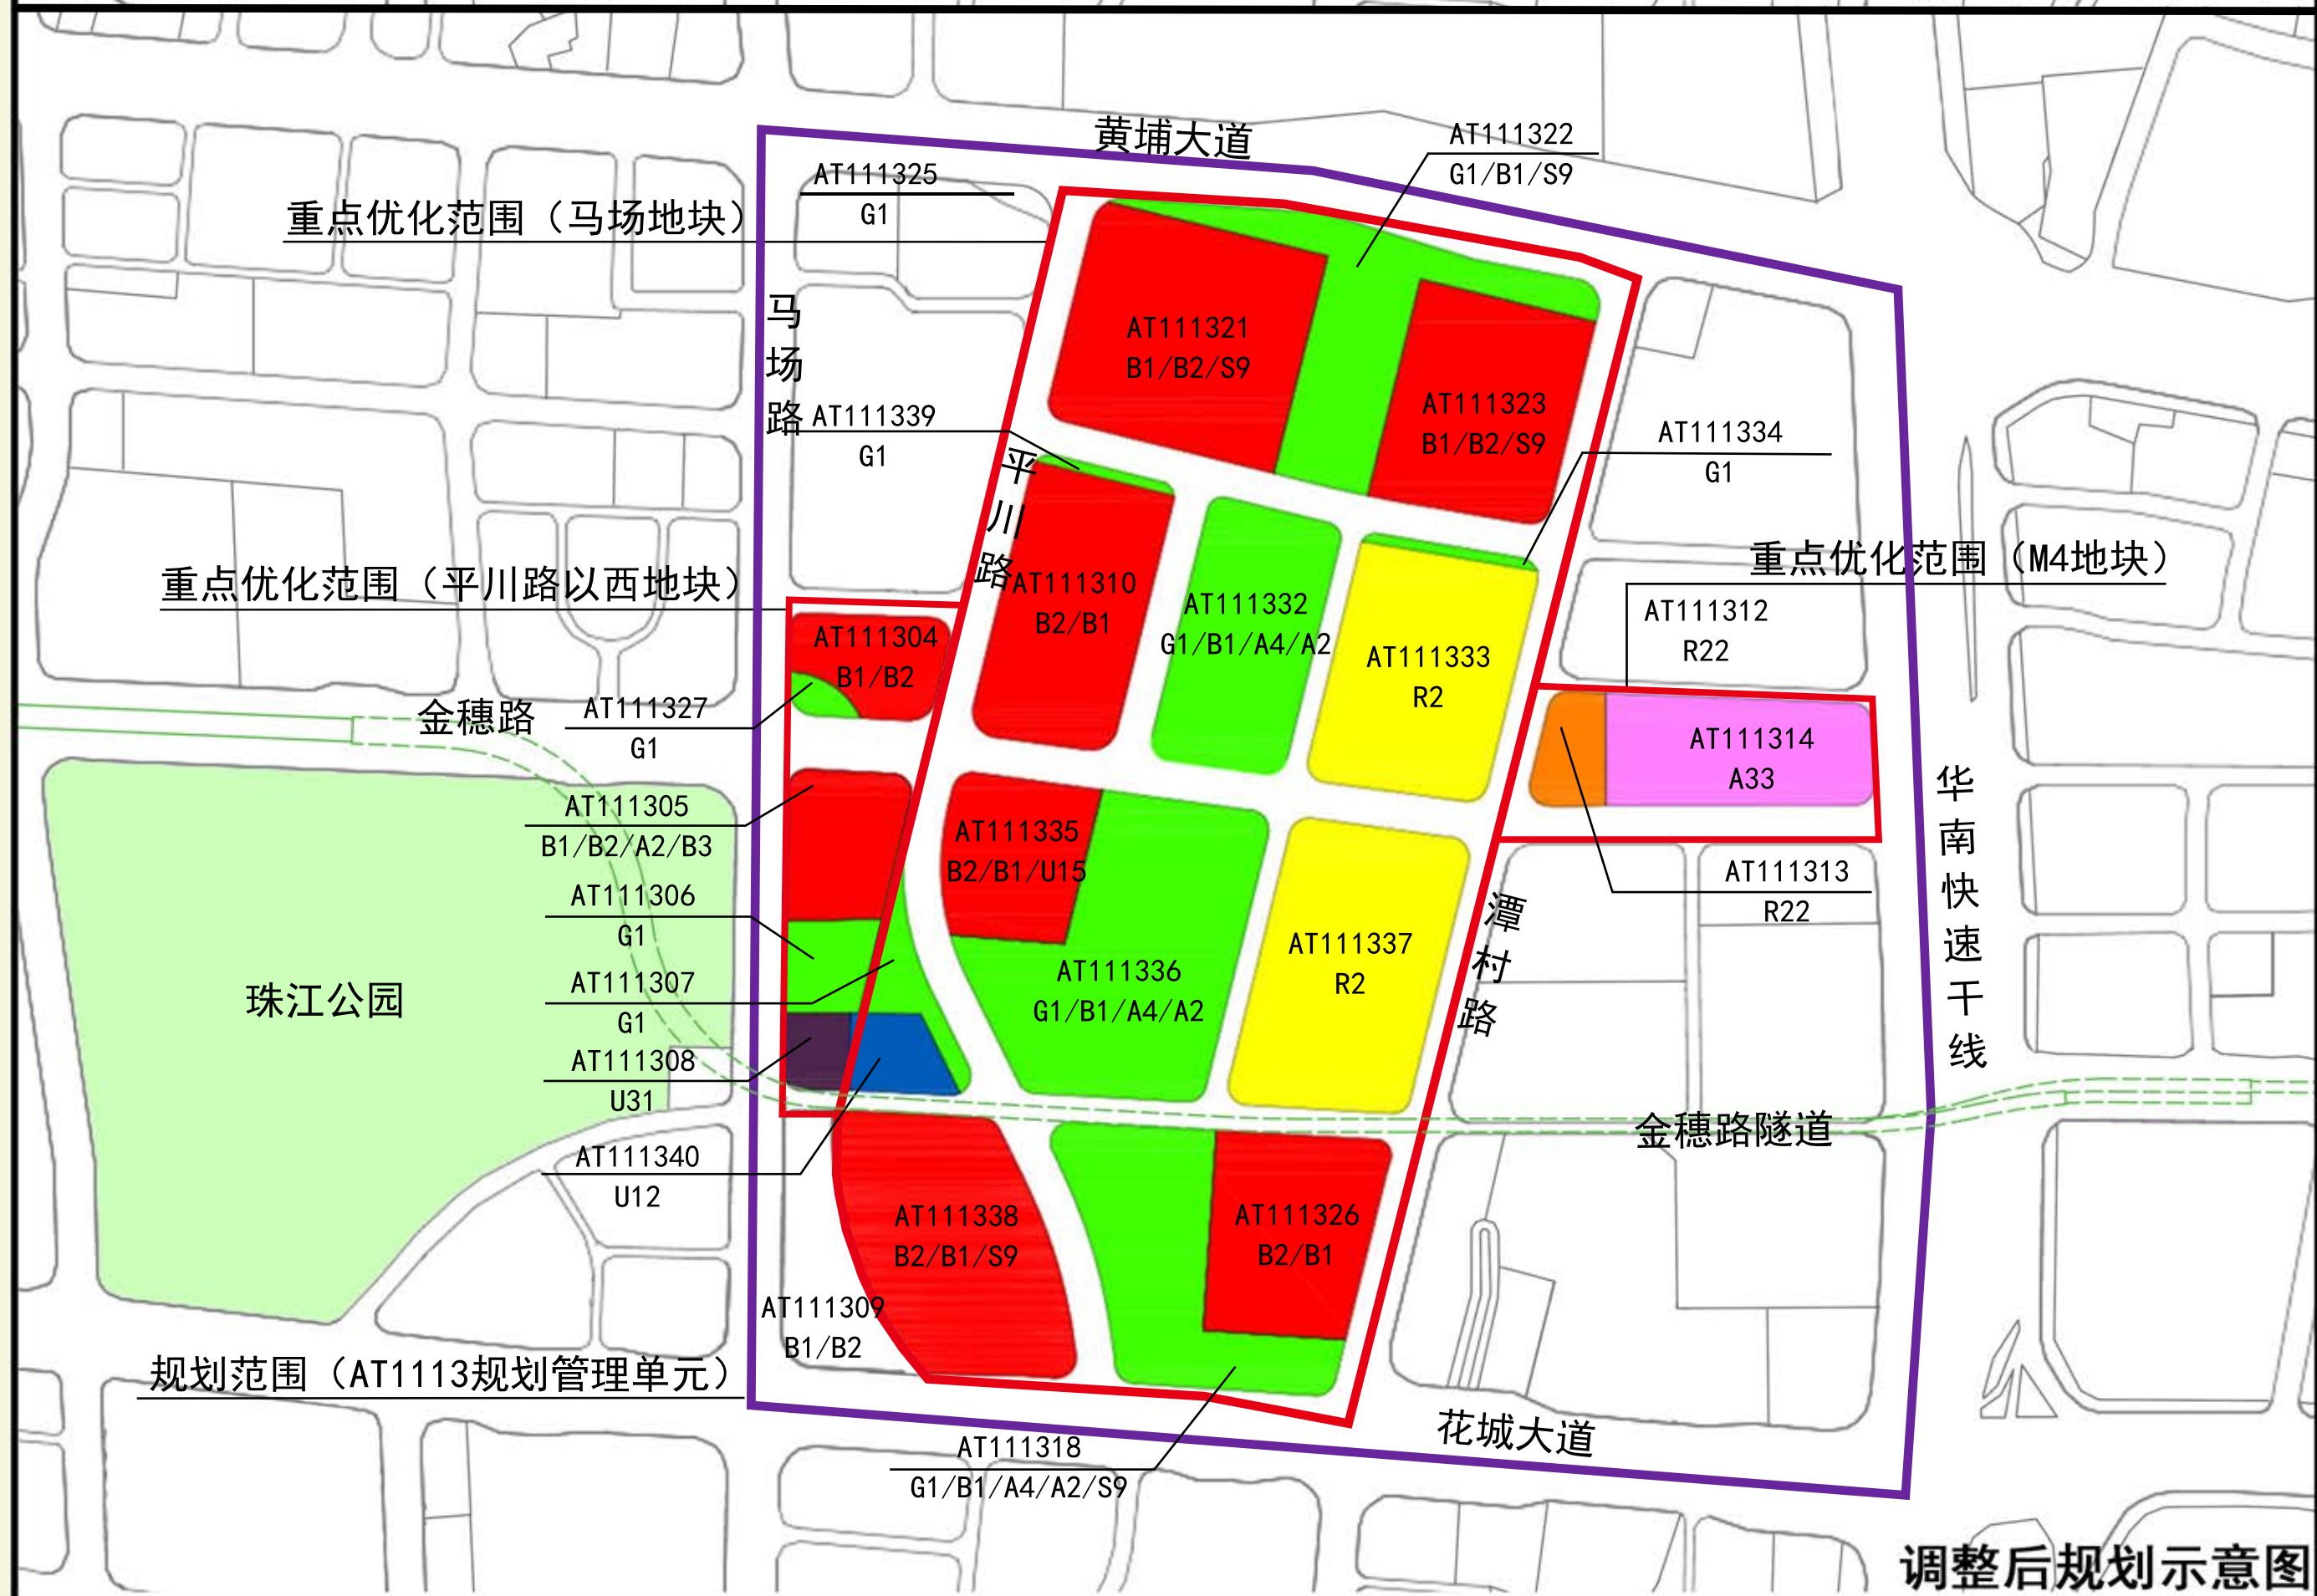 黄埔大道
AT111322
G1/B1/S9
AT111325
G1
重点优化范围（马场地块）
马场路
AT111321
B1/B2/S9
AT111323
B1/B2/S9
AT111339
G1
AT111334
G1
平川路
重点优化范围（M4地块）
重点优化范围（平川路以西地块）
AT111310
B2/B1
AT111332
G1/B1/A4/A2
AT111312
R22
AT111304
B1/B2
AT111333
R2
金穗路
AT111327
G1
AT111314
A33
华南快速干线
AT111305
B1/B2/A2/B3
AT111335
B2/B1/U15
AT111313
R22
AT111306
G1
潭村路
AT111337
R2
珠江公园
AT111307
G1
AT111336
G1/B1/A4/A2
AT111308
U31
金穗路隧道
AT111340
U12
AT111338
B2/B1/S9
AT111326
B2/B1
AT111309
B1/B2
规划范围（AT1113规划管理单元）
花城大道
AT111318
G1/B1/A4/A2/S9
调整后规划示意图